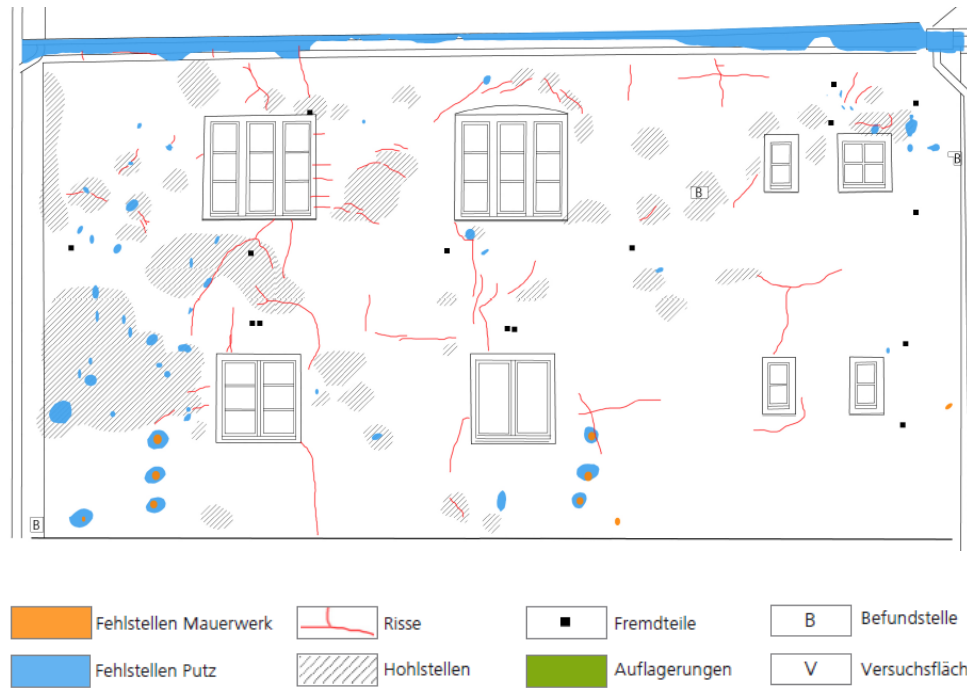 B
B
B
Fehlstellen Mauerwerk
Risse
Fremdteile
B
Befundstelle
Fehlstellen Putz
Hohlstellen
Auflagerungen
V
Versuchsfläch